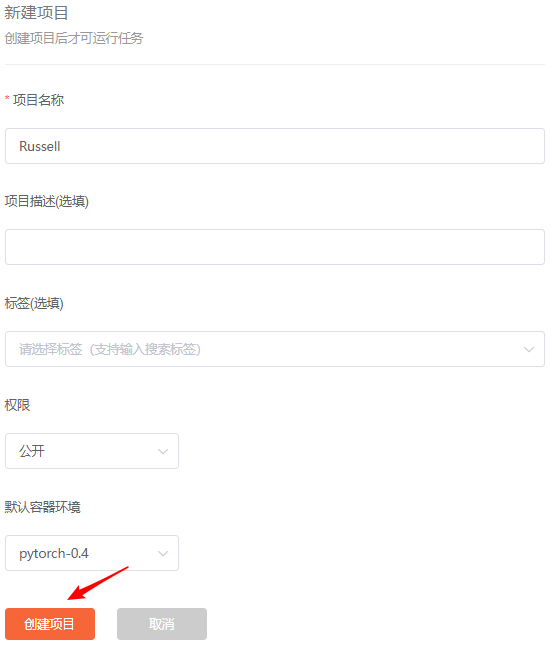 新建项目
创建项目后才可运行任务
* 项目名称
Russell
项目描述(选填)
标签(选填)
请选择标签（支持输入搜索标签）
权限
公开
默认容器环境
pytorch-0.4
创建项目 取消